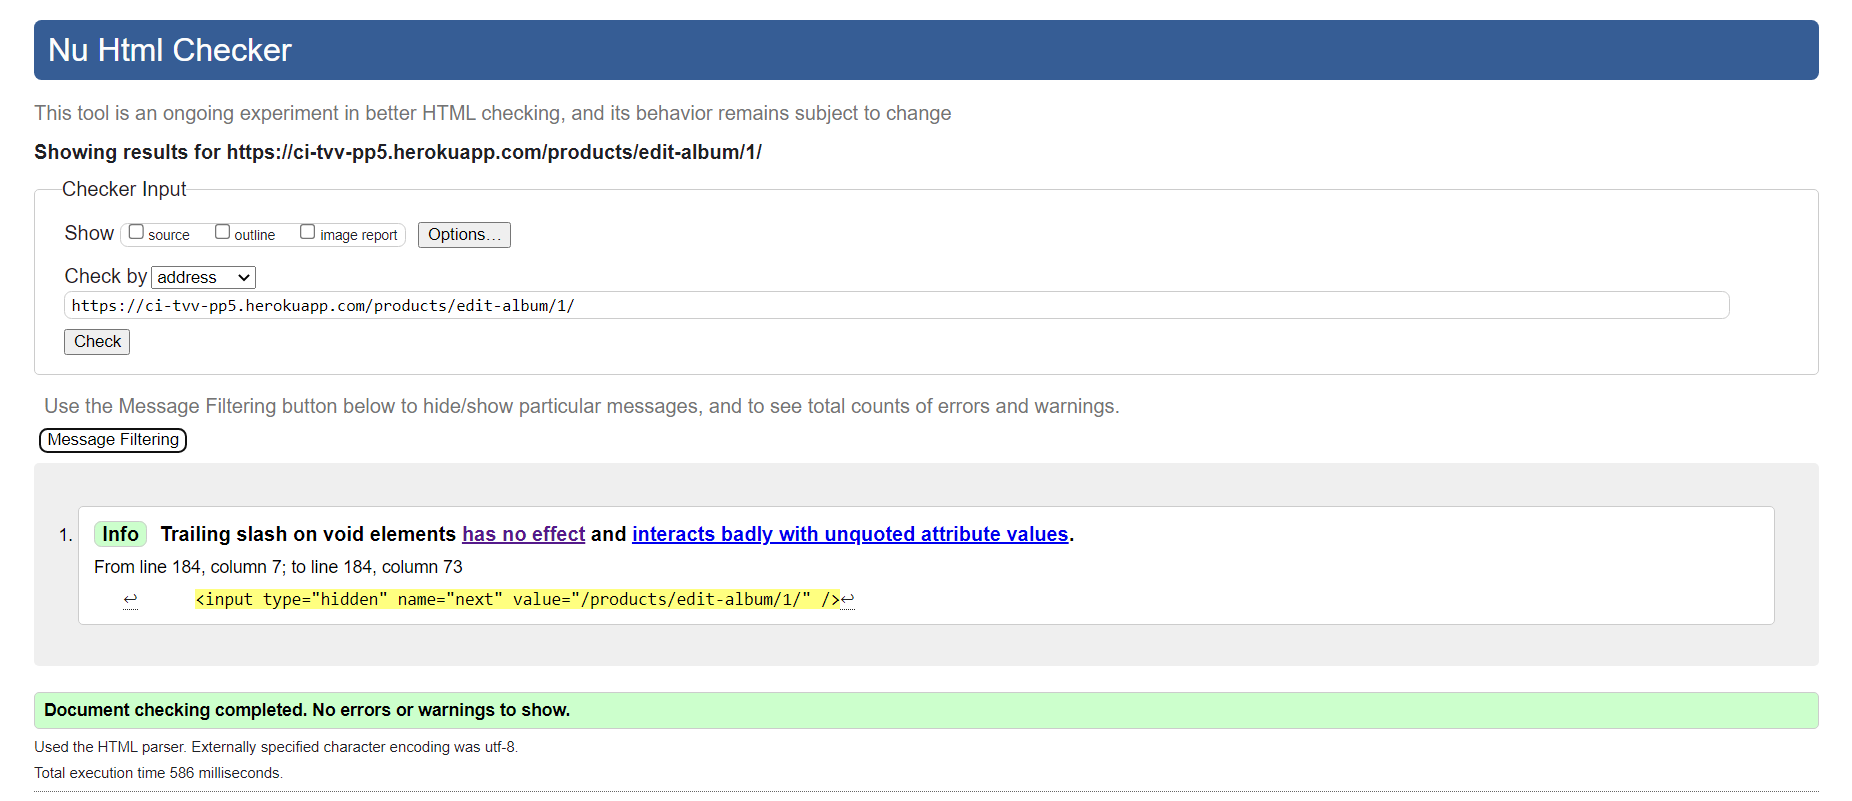 Nu Html Checker
This tool is an ongoing experiment in better HTML checking, and its behavior remains subject to change
Showing results for https://ci-tvv-pp5.herokuapp.com/products/edit-album/1/
Checker Input
Show source outline image report Options...
Check by address
https://ci-tvv-pp5.herokuapp.com/products/edit-album/1/
Check
Use the Message Filtering button below to hide/show particular messages, and to see total counts of errors and warnings.
Message Filtering
1. Info Trailing slash on void elements has no effect and interacts badly with unquoted attribute values.
From line 184, column 7; to line 184, column 73
↩ <input type="hidden" name="next" value="/products/edit-album/1/" />↩
Document checking completed. No errors or warnings to show.
Used the HTML parser. Externally specified character encoding was utf-8.
Total execution time 586 milliseconds.